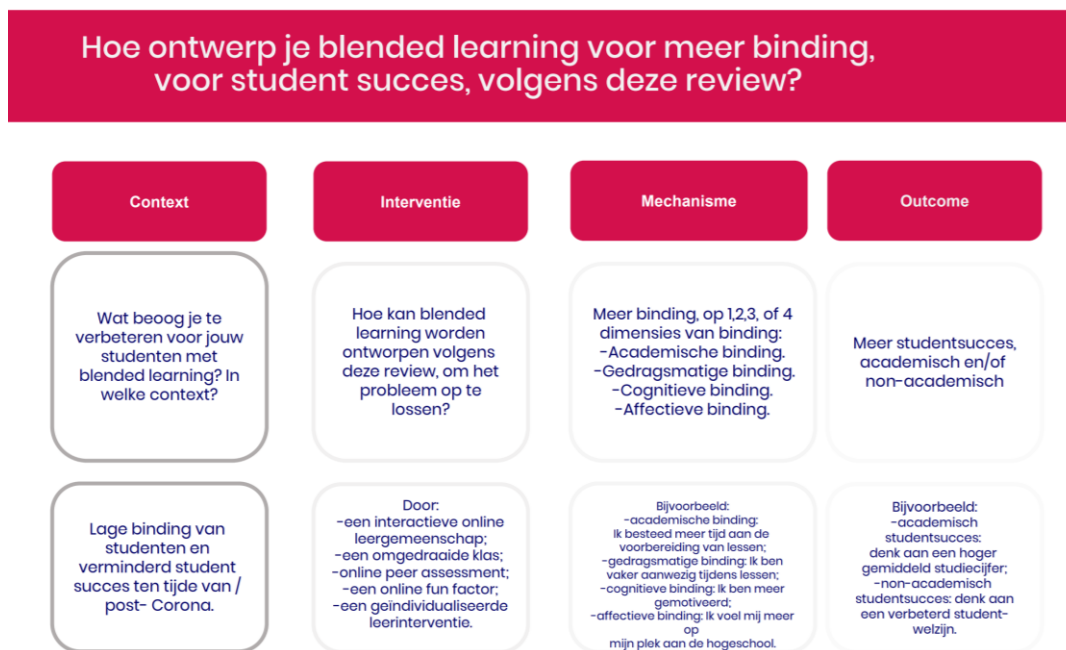 Hoe ontwerp je blended learning voor meer binding,
voor student succes, volgens deze review?
Context
Interventie
Mechanisme
Outcome
Wat beoog je te
verbeteren voor jouw
studenten met
blended learning? In
welke context?
Hoe kan blended
learning worden
ontworpen volgens
deze review, om het
probleem op te
lossen?
Meer binding, op 1,2,3, of 4
dimensies van binding:
-Academische binding.
-Gedragsmatige binding.
-Cognitieve binding.
-Affectieve binding.
Meer studentsucces,
academisch en/of
non-academisch
Lage binding van
studenten en
verminderd student
succes ten tijde van /
post- Corona.
Door:
-een interactieve online
leergemeenschap;
-een omgedraaide klas;
-online peer assessment;
-een online fun factor;
-een geïndividualiseerde
leerinterventie.
Bijvoorbeeld:
-academische binding:
Ik besteed meer tijd aan de
voorbereiding van lessen;
-gedragsmatige binding: Ik ben
vaker aanwezig tijdens lessen;
-cognitieve binding: Ik ben meer
gemotiveerd;
-affectieve binding: Ik voel mij meer
op
mijn plek aan de hogeschool.
Bijvoorbeeld:
-academisch
studentsucces:
denk aan een hoger
gemiddeld studiecijfer;
-non-academisch
studentsucces: denk aan
een verbeterd student-
welzijn.